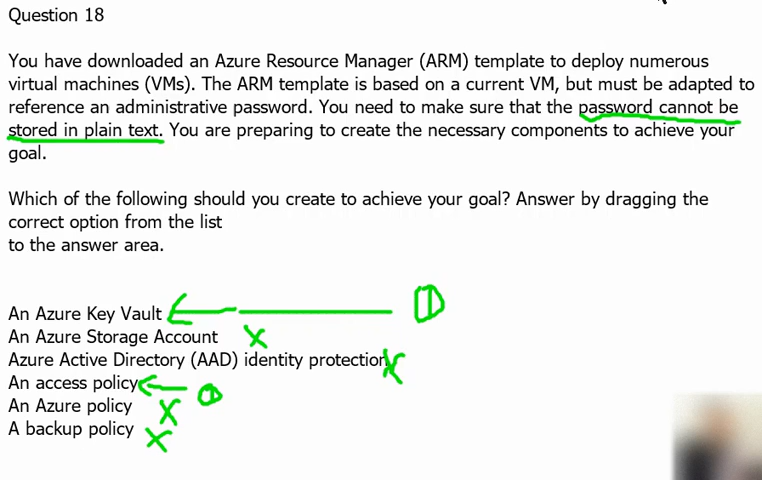 Question 18
You have downloaded an Azure Resource Manager (ARM) template to deploy numerous
virtual machines (VMs). The ARM template is based on a current VM, but must be adapted to
reference an administrative password. You need to make sure that the password cannot be
stored in plain text. You are preparing to create the necessary components to achieve your
goal.
Which of the following should you create to achieve your goal? Answer by dragging the
correct option from the list
to the answer area.
An Azure Key Vault
An Azure Storage Account
Azure Active Directory (AAD) identity protection
An access policy
An Azure policy
A backup policy